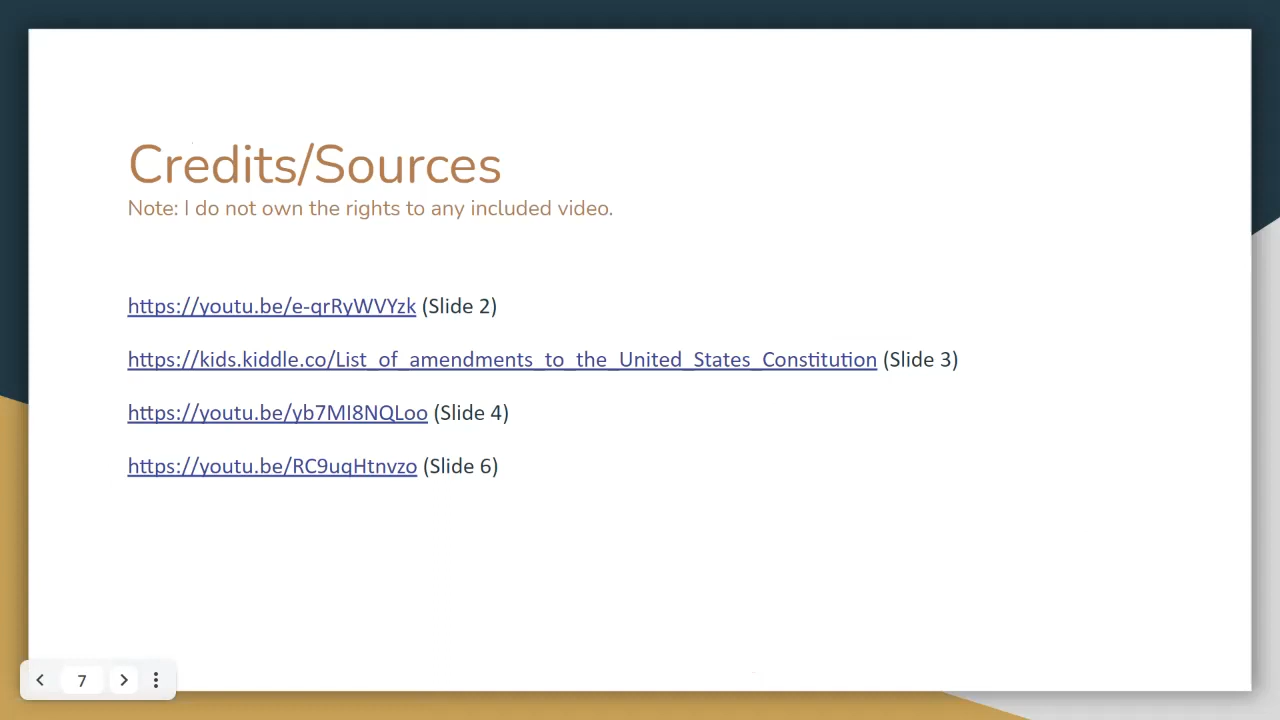 Credits/Sources
Note: I do not own the rights to any included video.
https://youtu.be/e-qrRyWVYzk (Slide 2)
https://kids.kiddle.co/List_of_amendments_to_the_United_States_Constitution (Slide 3)
https://youtu.be/yb7MI8NQLoo (Slide 4)
https://youtu.be/RC9uqHtnvzo (Slide 6)
7